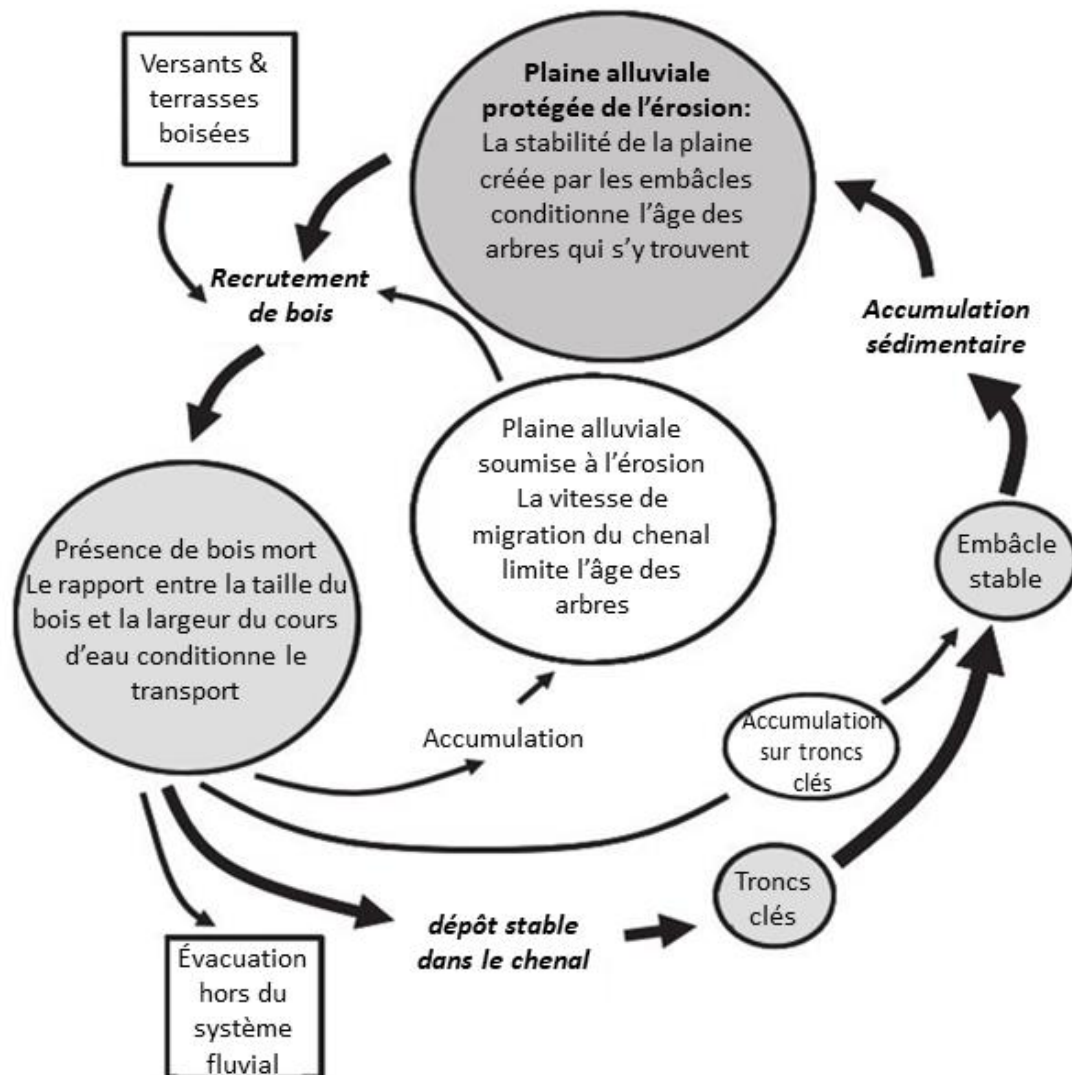 Versants &
terrasses
boisées
Plaine alluviale
protégée de l'érosion:
La stabilité de la plaine
créée par les embâcles
conditionne l'âge des
arbres qui s'y trouvent
Recrutement
de bois
Accumulation
sédimentaire
Plaine alluviale
soumise à l'érosion
La vitesse de
migration du chenal
limite l'âge des
arbres
Présence de bois mort
Le rapport entre la taille du
bois et la largeur du cours
d'eau conditionne le
transport
Embâcle
stable
Accumulation
Accumulation
sur troncs
clés
Troncs
clés
dépôt stable
dans le chenal
Évacuation
hors du
système
fluvial